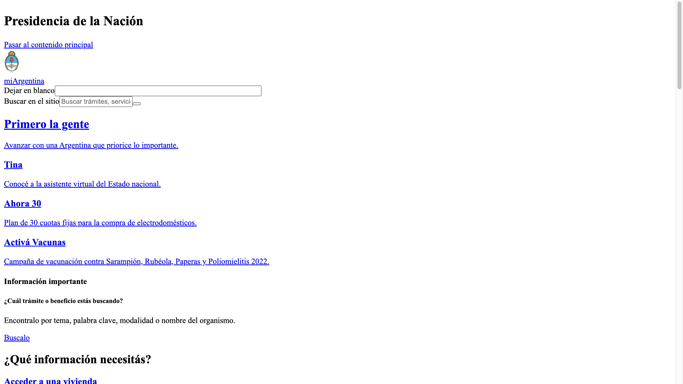 Presidencia de la Nación
Pasar al contenido principal
miArgentina
Dejar en blanco
Buscar en el sitio Buscar trámites, servici
Primero la gente
Avanzar con una Argentina que priorice lo importante.
Tina
Conocé a la asistente virtual del Estado nacional.
Ahora 30
Plan de 30 cuotas fijas para la compra de electrodomésticos.
Activá Vacunas
Campaña de vacunación contra Sarampión, Rubéola, Paperas y Poliomielitis 2022.
Información importante
¿Cuál trámite o beneficio estás buscando?
Encontralo por tema, palabra clave, modalidad o nombre del organismo.
Buscalo
¿Qué información necesitás?
Acceder a una vivienda